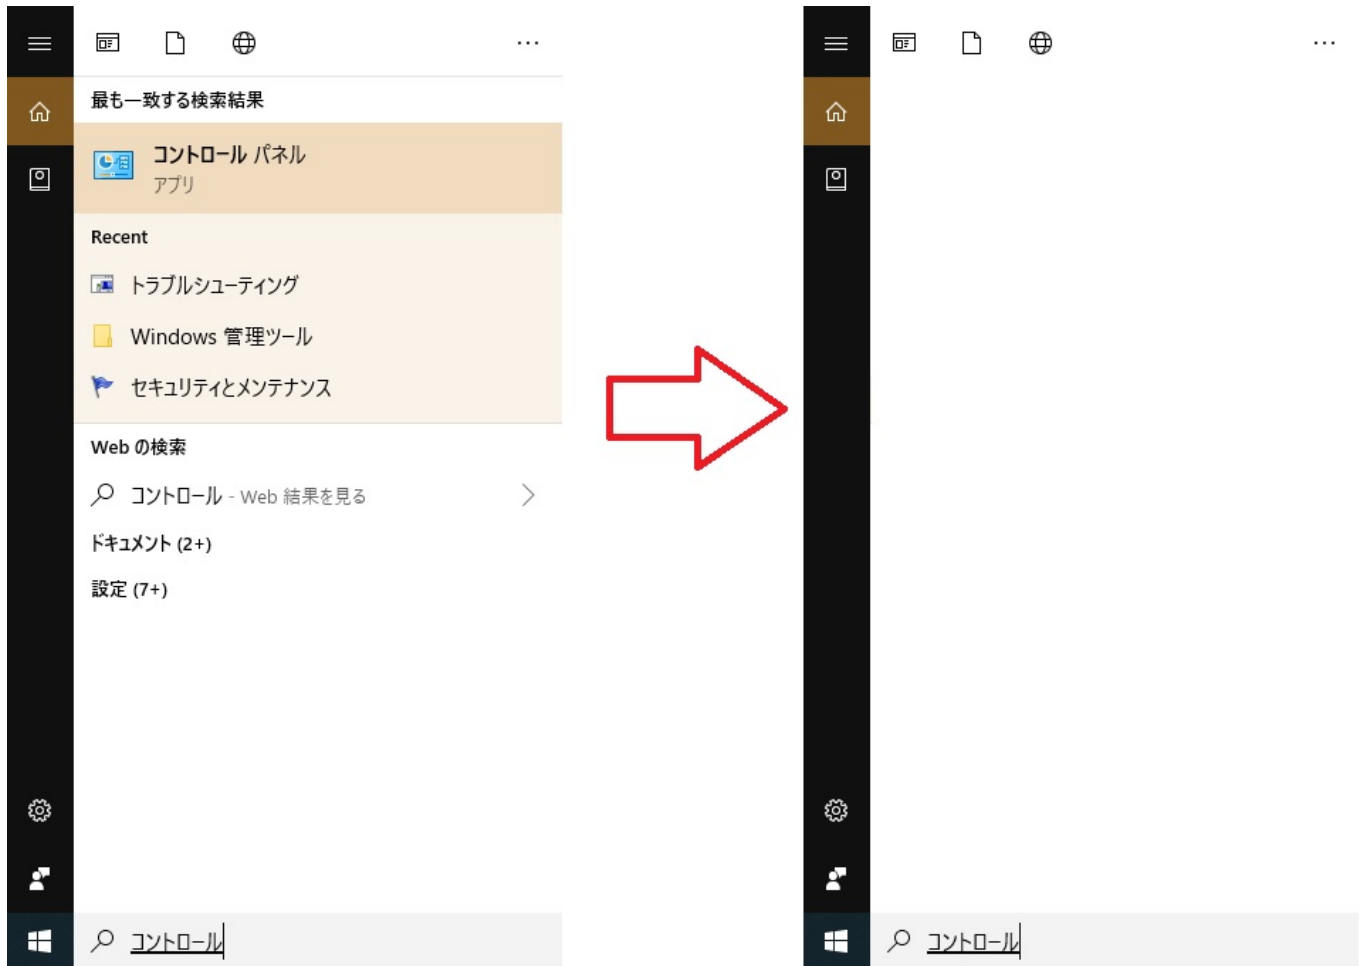 最も一致する検索結果
コントロール パネル
アプリ
Recent
トラブルシューティング
Windows 管理ツール
セキュリティとメンテナンス
Web の検索
コントロール - Web 結果を見る
ドキュメント (2+)
設定 (7+)
コントロール
コントロール